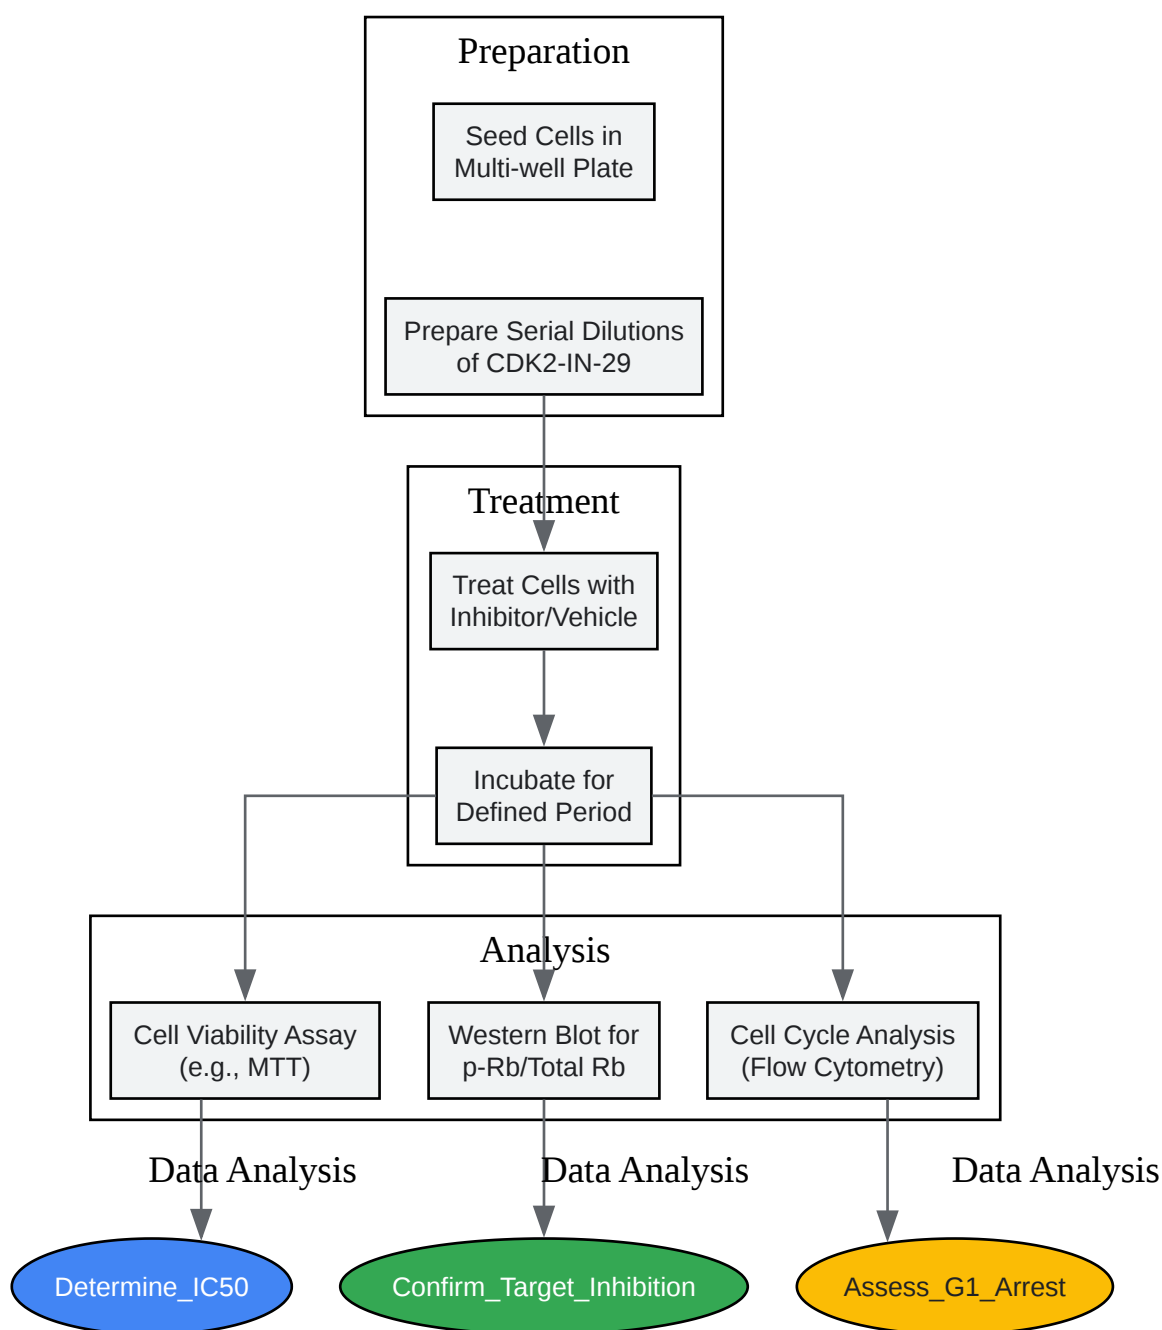 Preparation
Seed Cells in
Multi-well Plate
Prepare Serial Dilutions
of CDK2-IN-29
Treatment
Treat Cells with
Inhibitor/Vehicle
Incubate for
Defined Period
Analysis
Cell Viability Assay
(e.g., MTT)
Western Blot for
p-Rb/Total Rb
Cell Cycle Analysis
(Flow Cytometry)
Data Analysis
Data Analysis
Data Analysis
Determine_IC50
Confirm_Target_Inhibition
Assess_G1_Arrest